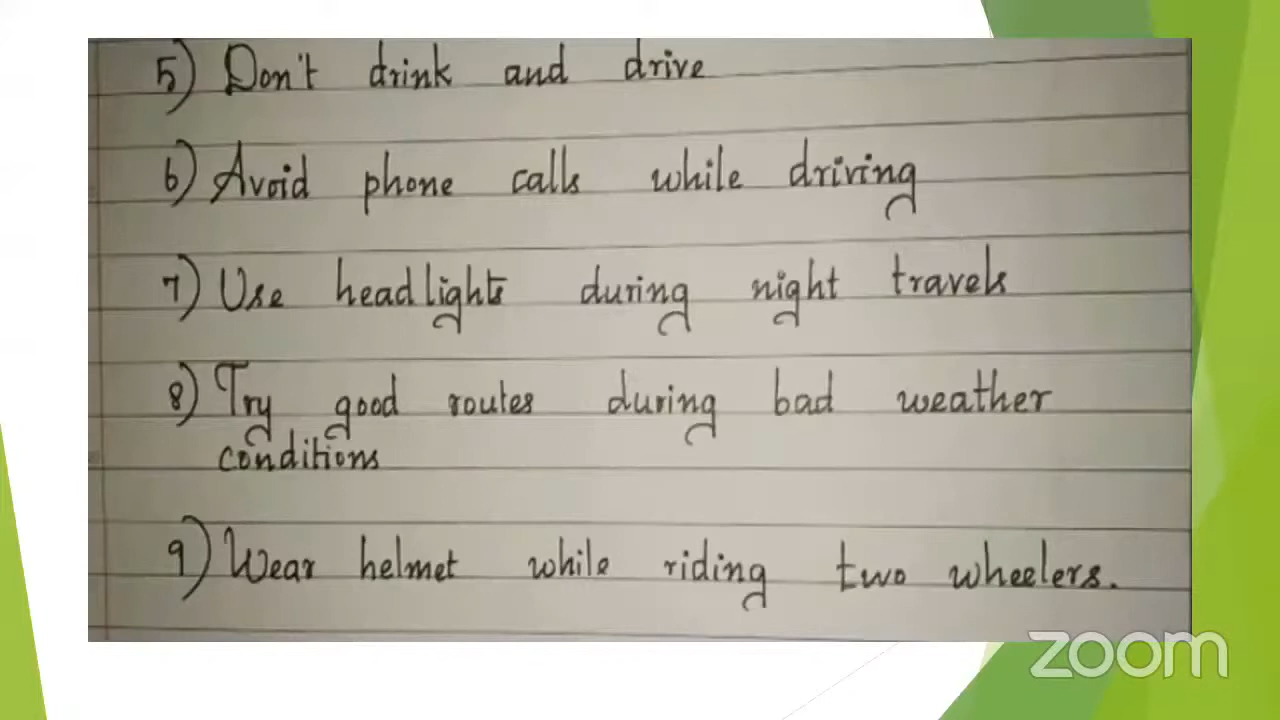 5) Don't drink and drive
6) Avoid phone calls while driving
7) Use headlights during night travels
8) Try good routes during bad weather
conditions
9) Wear helmet while riding two wheelers.
zoom